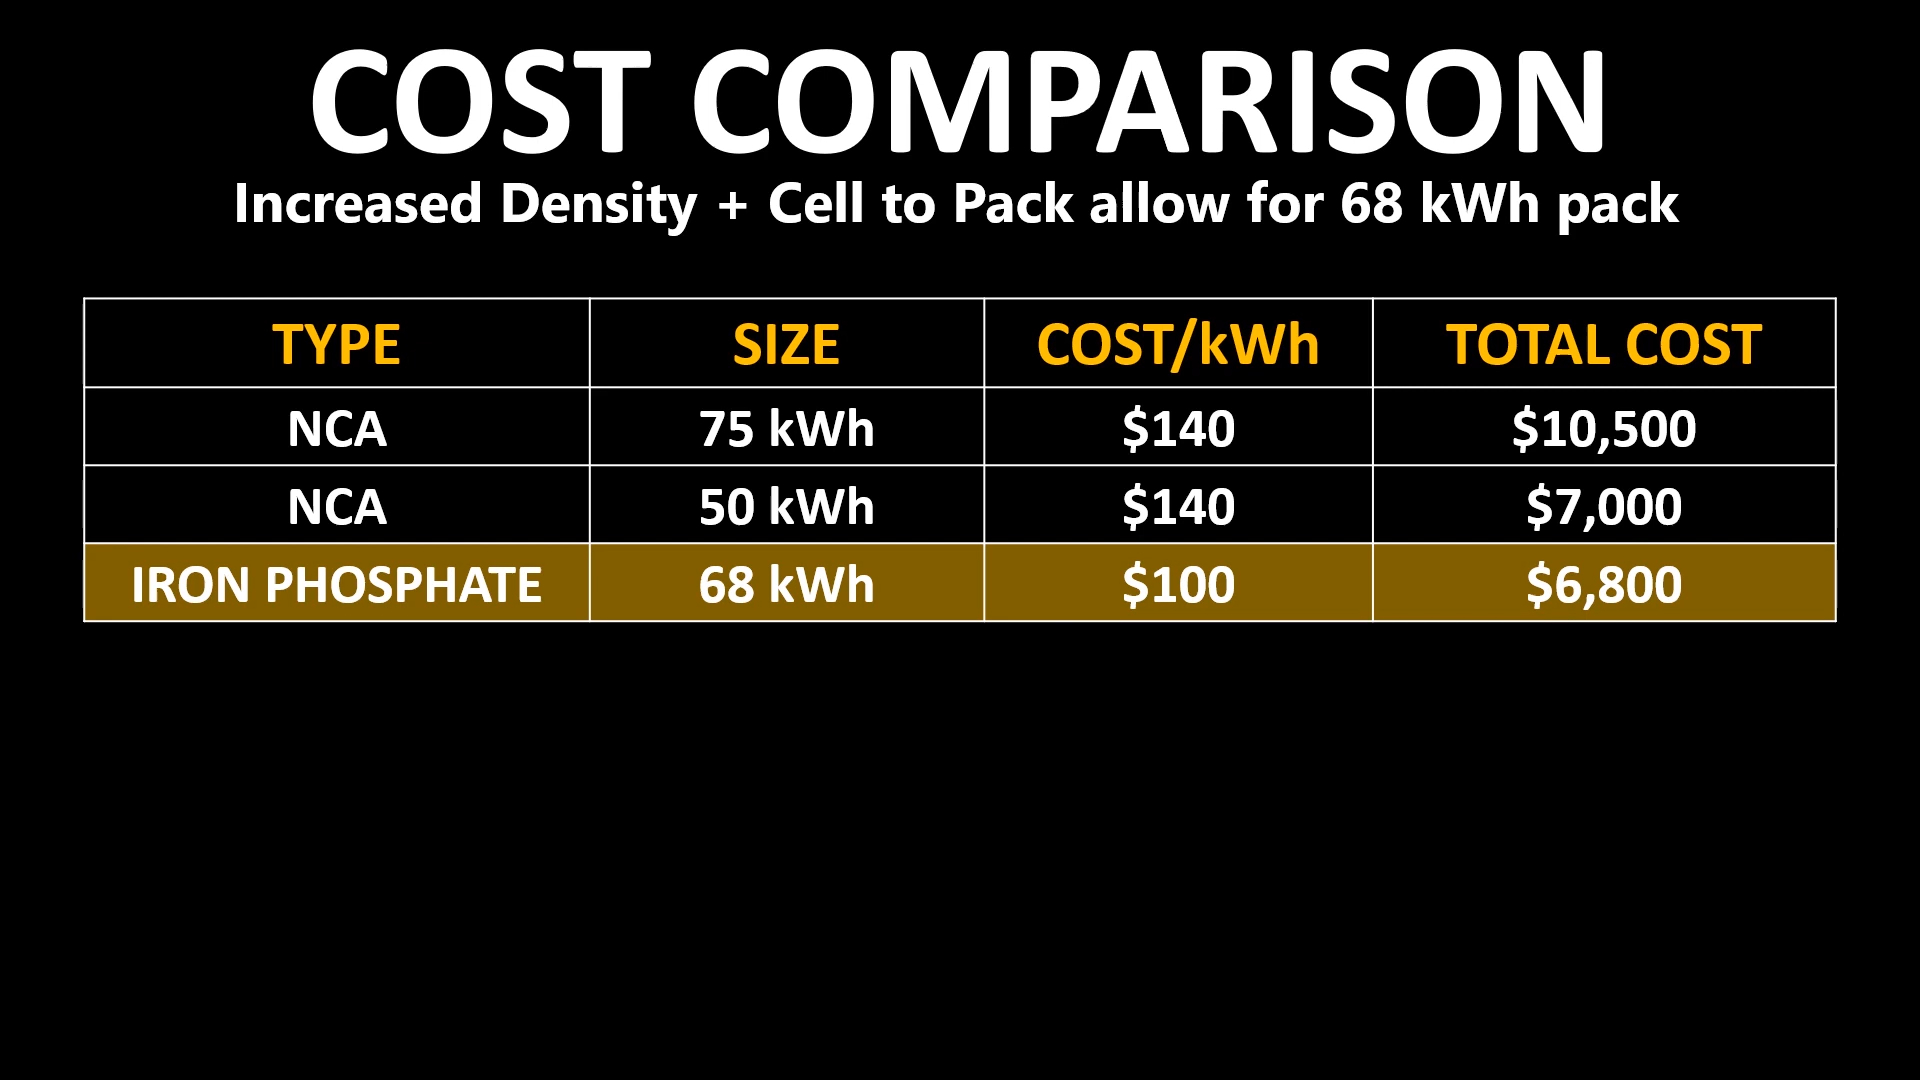 COST COMPARISON
Increased Density + Cell to Pack allow for 68 kWh pack
TYPE SIZE COST/kWh TOTAL COST
NCA 75 kWh $140 $10,500
NCA 50 kWh $140 $7,000
IRON PHOSPHATE 68 kWh $100 $6,800